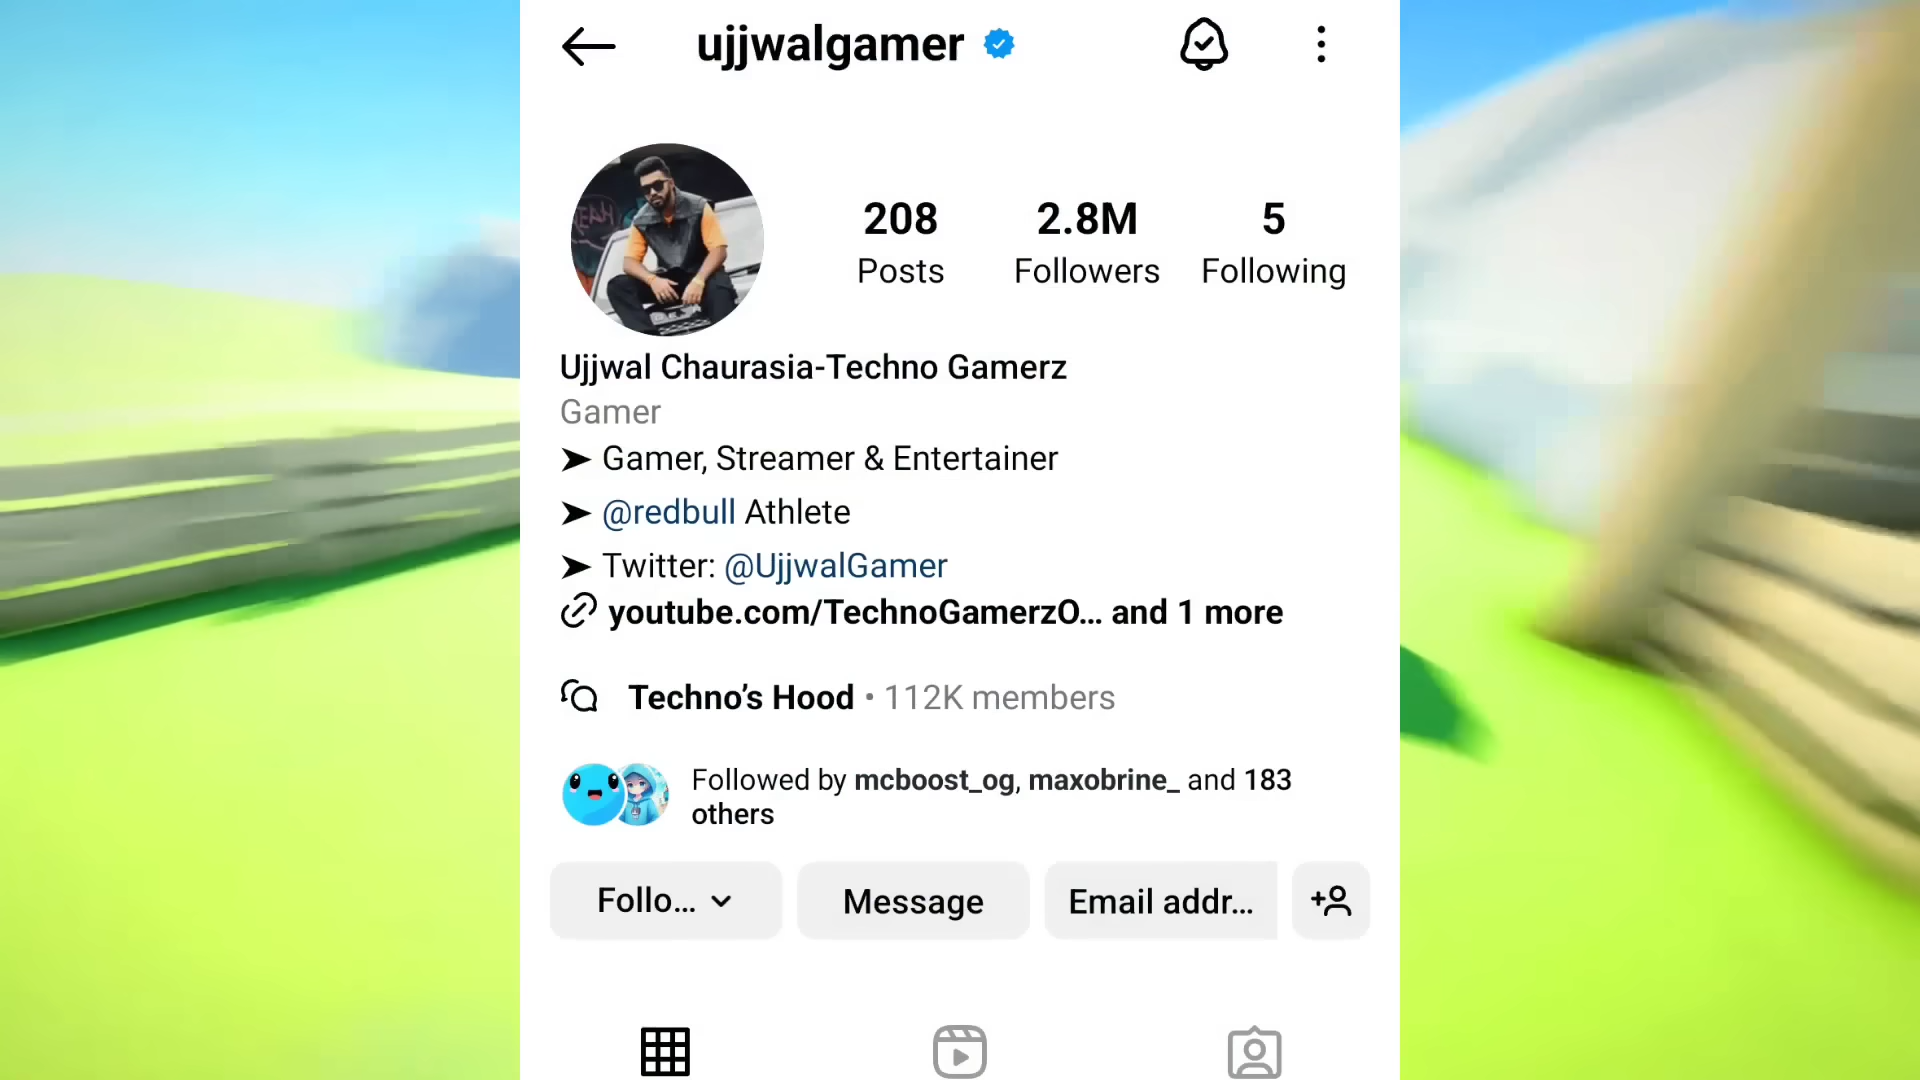 ujjwalgamer
208 2.8M 5
Posts Followers Following
Ujjwal Chaurasia-Techno Gamerz
Gamer
➤ Gamer, Streamer & Entertainer
➤ @redbull Athlete
➤ Twitter: @UjjwalGamer
youtube.com/TechnoGamerzO... and 1 more
Techno’s Hood • 112K members
Followed by mcboost_og, maxobrine_ and 183
others
Follo... Message Email addr...